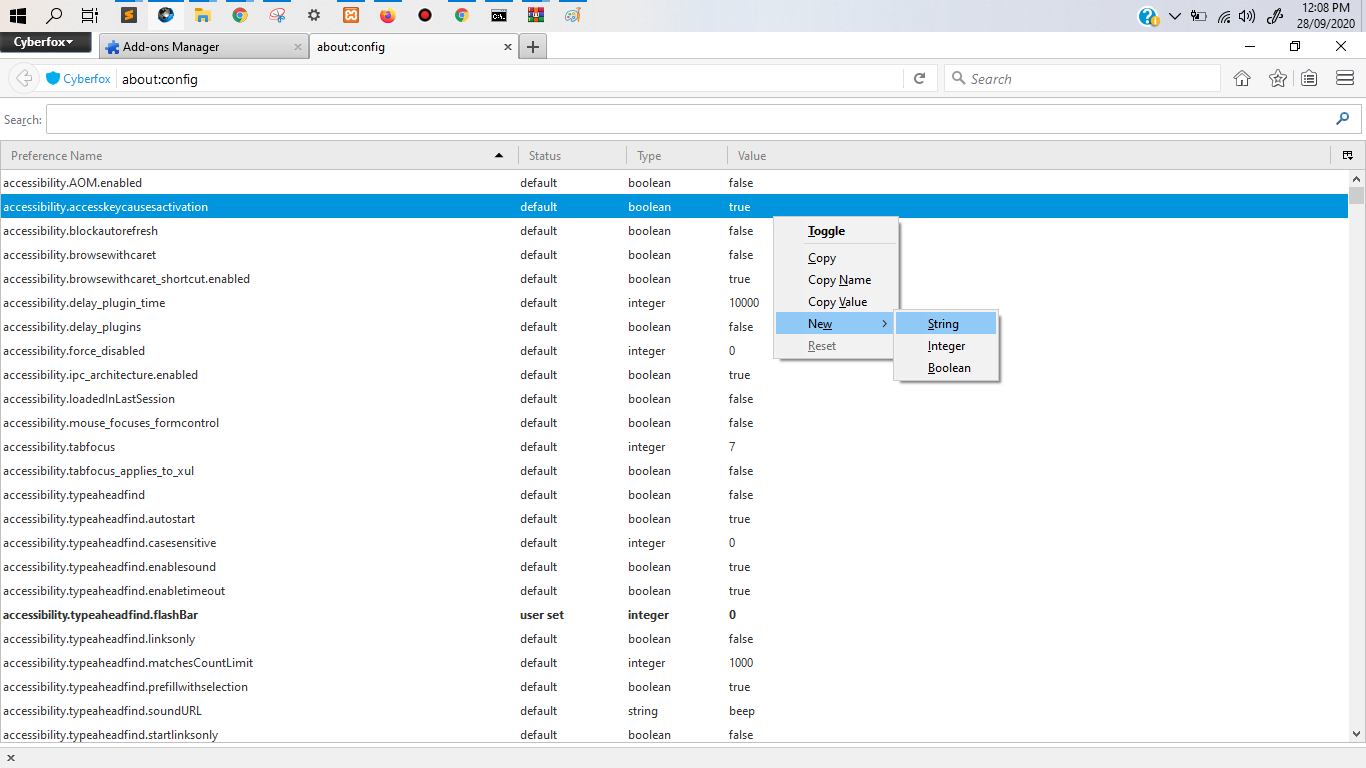 12:08 PM
28/09/2020
Cyberfox
Add-ons Manager
about:config
Cyberfox
about:config
Search
Search:
Preference Name Status Type Value
accessibility.AOM.enabled default boolean false
accessibility.accesskeycausesactivation default boolean true
accessibility.blockautorefresh default boolean false
accessibility.browsewithcaret default boolean false
accessibility.browsewithcaret_shortcut.enabled default boolean true
accessibility.delay_plugin_time default integer 10000
accessibility.delay_plugins default boolean false
accessibility.force_disabled default integer 0
accessibility.ipc_architecture.enabled default boolean true
accessibility.loadedInLastSession default boolean false
accessibility.mouse_focuses_formcontrol default boolean false
accessibility.tabfocus default integer 7
accessibility.tabfocus_applies_to_xul default boolean false
accessibility.typeaheadfind default boolean false
accessibility.typeaheadfind.autostart default boolean true
accessibility.typeaheadfind.casesensitive default integer 0
accessibility.typeaheadfind.enablesound default boolean true
accessibility.typeaheadfind.enabletimeout default boolean true
accessibility.typeaheadfind.flashBar user set integer 0
accessibility.typeaheadfind.linksonly default boolean false
accessibility.typeaheadfind.matchesCountLimit default integer 1000
accessibility.typeaheadfind.prefillwithselection default boolean true
accessibility.typeaheadfind.soundURL default string beep
accessibility.typeaheadfind.startlinksonly default boolean false
Toggle
Copy
Copy Name
Copy Value
New
Reset
String
Integer
Boolean